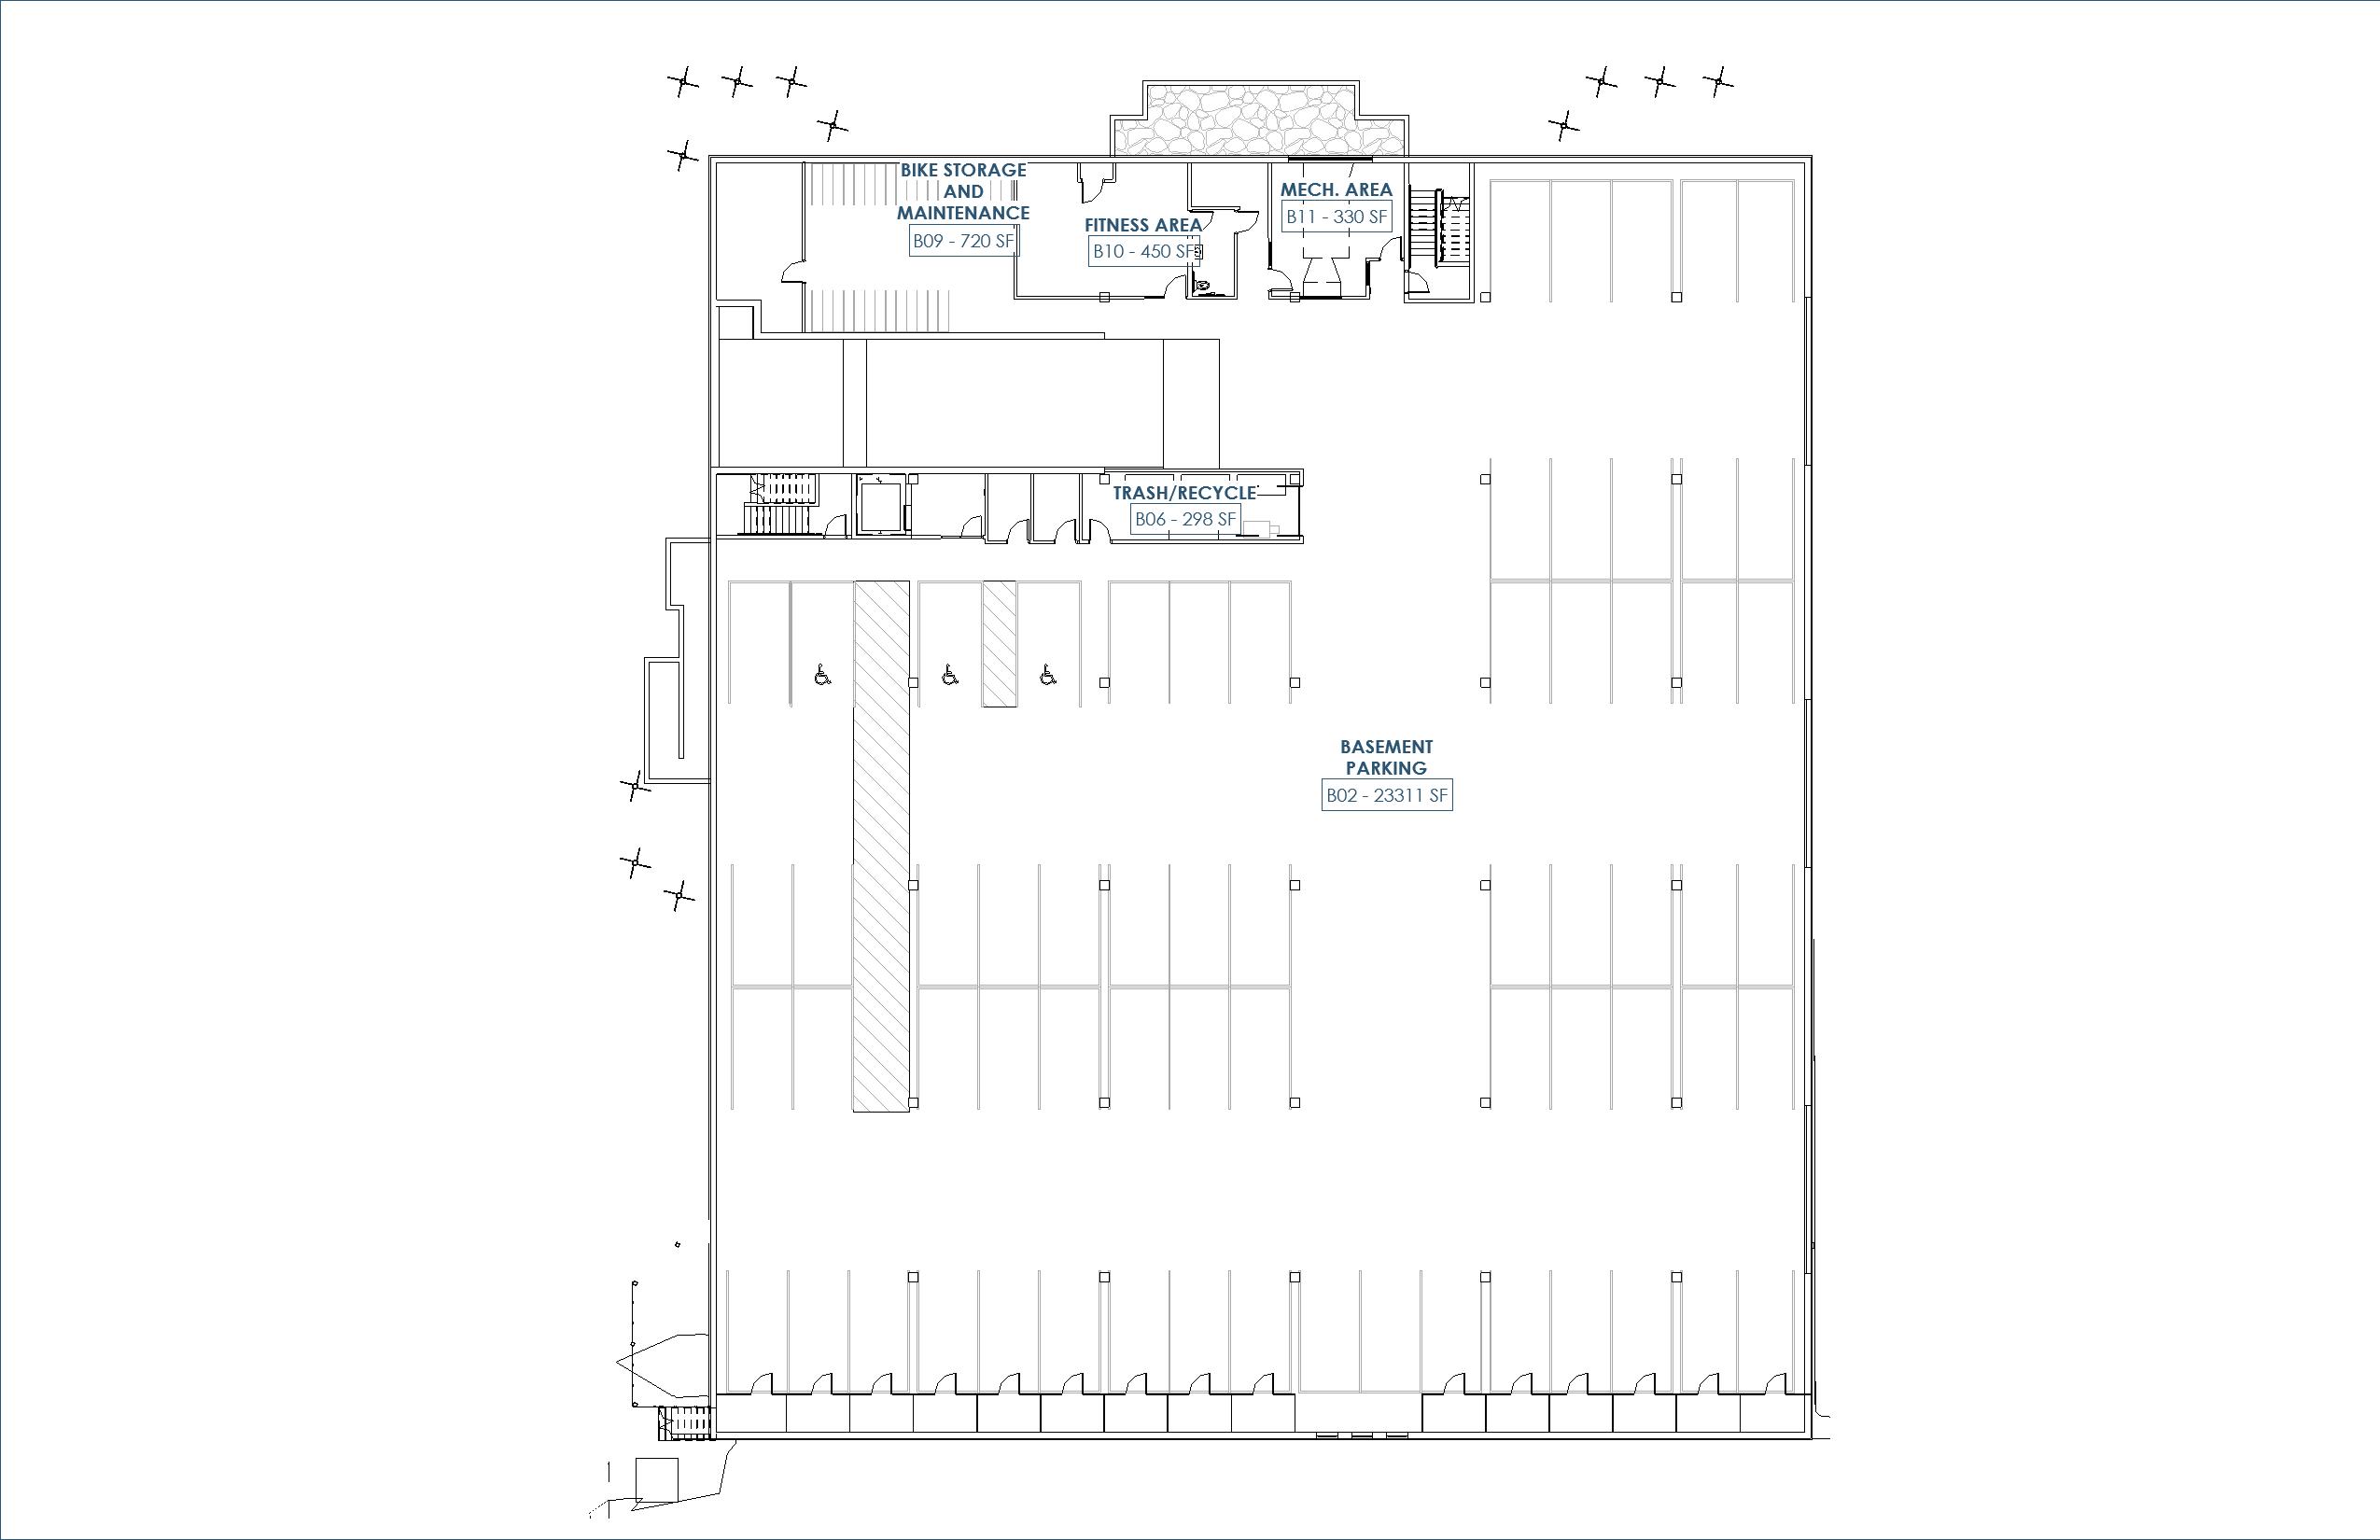 BIKE STORAGE
AND
MAINTENANCE
B09 - 720 SF
FITNESS AREA
B10 - 450 SF
MECH. AREA
B11 - 330 SF
TRASH/RECYCLE
B06 - 298 SF
BASEMENT
PARKING
B02 - 23311 SF